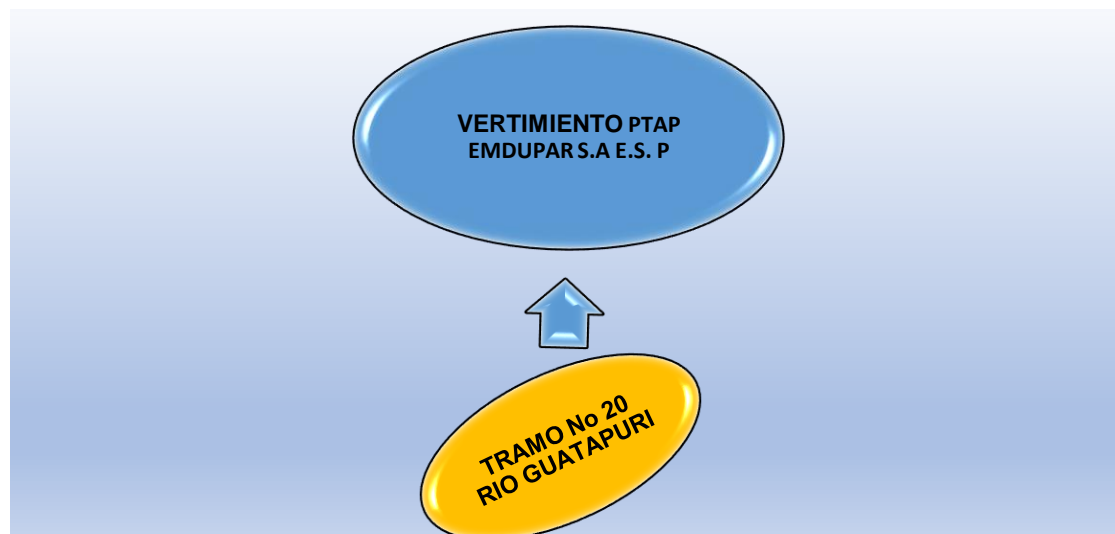 VERTIMIENTO PTAP
EMDUPAR S.A E.S. P
TRAMO No 20
RIO GUATAPURI